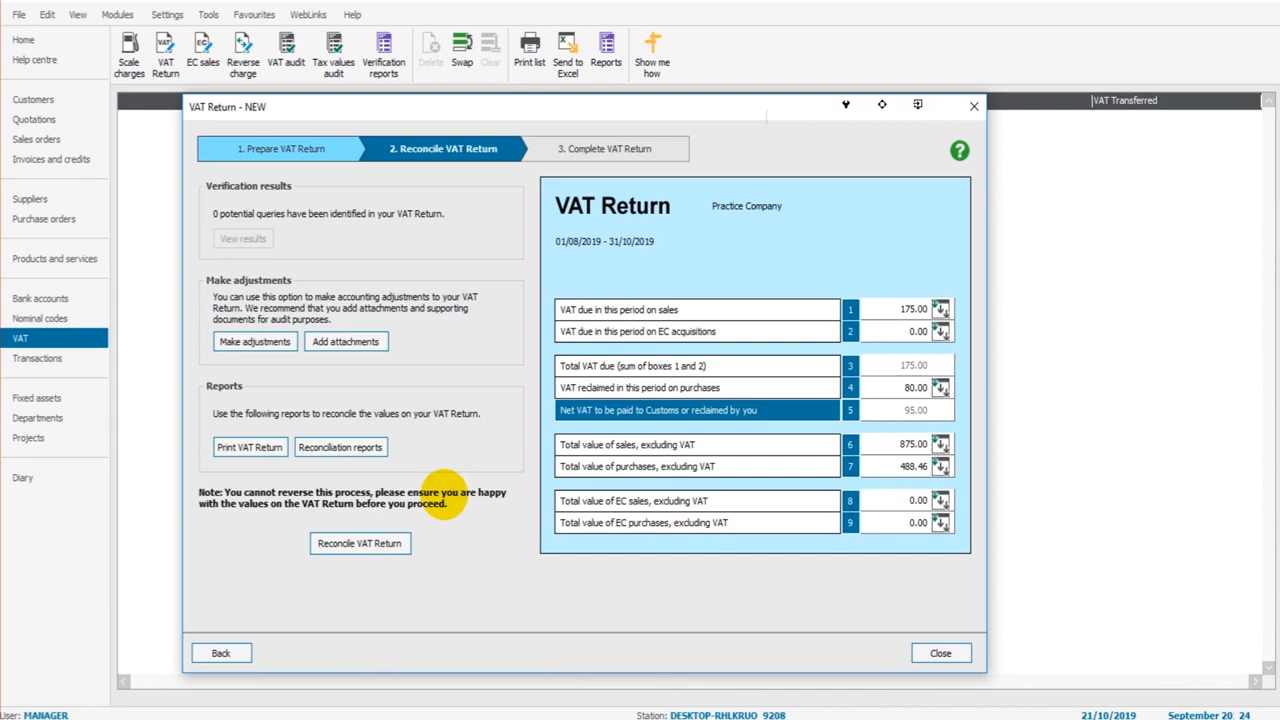 File Edit View Modules Settings Tools Favourites WebLinks Help
Home
Help centre
Customers
Quotations
Sales orders
Invoices and credits
Suppliers
Purchase orders
Products and services
Bank accounts
Nominal codes
VAT
Transactions
Fixed assets
Departments
Projects
Diary
Scale charges
VAT Return
EC sales
Reverse charge
VAT audit
Tax values audit
Verification reports
Delete
Swap
Clear
Print list
Send to Excel
Reports
Show me how
VAT Transferred
VAT Return - NEW
1. Prepare VAT Return
2. Reconcile VAT Return
3. Complete VAT Return
?
Verification results
0 potential queries have been identified in your VAT Return.
View results
Make adjustments
You can use this option to make accounting adjustments to your VAT
Return. We recommend that you add attachments and supporting
documents for audit purposes.
Make adjustments Add attachments
Reports
Use the following reports to reconcile the values on your VAT Return.
Print VAT Return Reconciliation reports
Note: You cannot reverse this process, please ensure you are happy
with the values on the VAT Return before you proceed.
Reconcile VAT Return
VAT Return Practice Company
01/08/2019 - 31/10/2019
VAT due in this period on sales 1 175.00
VAT due in this period on EC acquisitions 2 0.00
Total VAT due (sum of boxes 1 and 2) 3 175.00
VAT reclaimed in this period on purchases 4 80.00
Net VAT to be paid to Customs or reclaimed by you 5 95.00
Total value of sales, excluding VAT 6 875.00
Total value of purchases, excluding VAT 7 488.46
Total value of EC sales, excluding VAT 8 0.00
Total value of EC purchases, excluding VAT 9 0.00
Back Close
User: MANAGER Station: DESKTOP-RHLKRUO 9208 21/10/2019 September 20 24